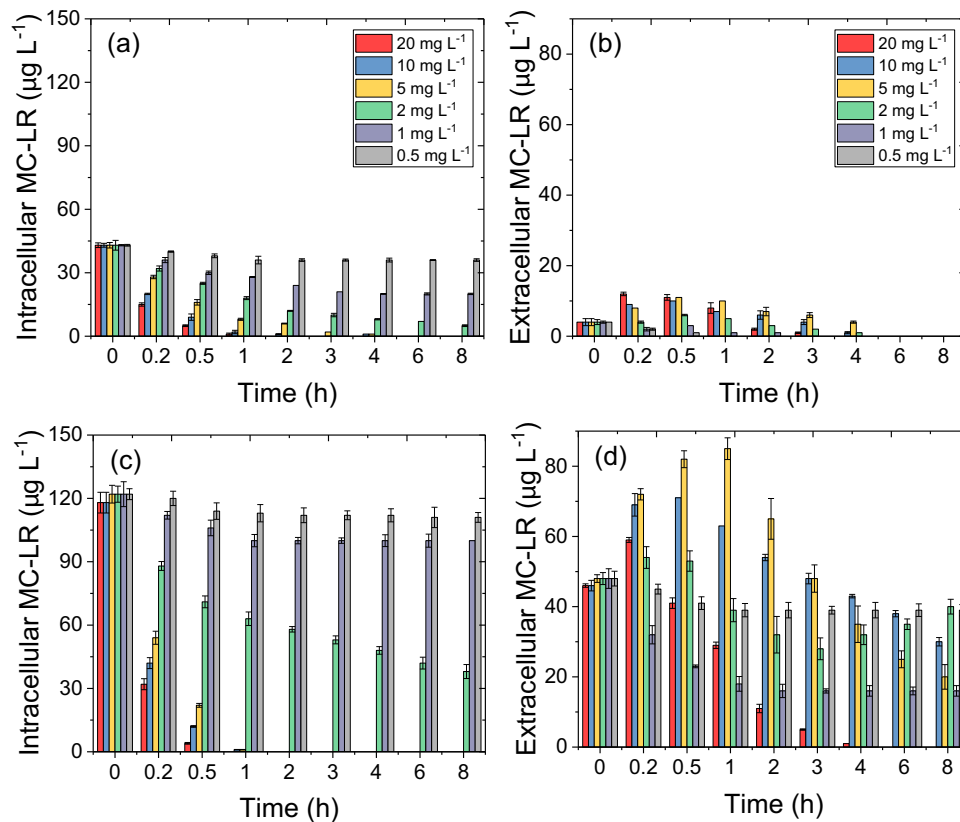 (a)
20 mg L⁻¹
10 mg L⁻¹
5 mg L⁻¹
2 mg L⁻¹
1 mg L⁻¹
0.5 mg L⁻¹
150
120
90
60
30
0
Intracellular MC-LR (µg L⁻¹)
0 0.2 0.5 1 2 3 4 6 8
Time (h)
(b)
20 mg L⁻¹
10 mg L⁻¹
5 mg L⁻¹
2 mg L⁻¹
1 mg L⁻¹
0.5 mg L⁻¹
80
60
40
20
0
Extracellular MC-LR (µg L⁻¹)
0 0.2 0.5 1 2 3 4 6 8
Time (h)
(c)
150
120
90
60
30
0
Intracellular MC-LR (µg L⁻¹)
0 0.2 0.5 1 2 3 4 6 8
Time (h)
(d)
80
60
40
20
0
Extracellular MC-LR (µg L⁻¹)
0 0.2 0.5 1 2 3 4 6 8
Time (h)